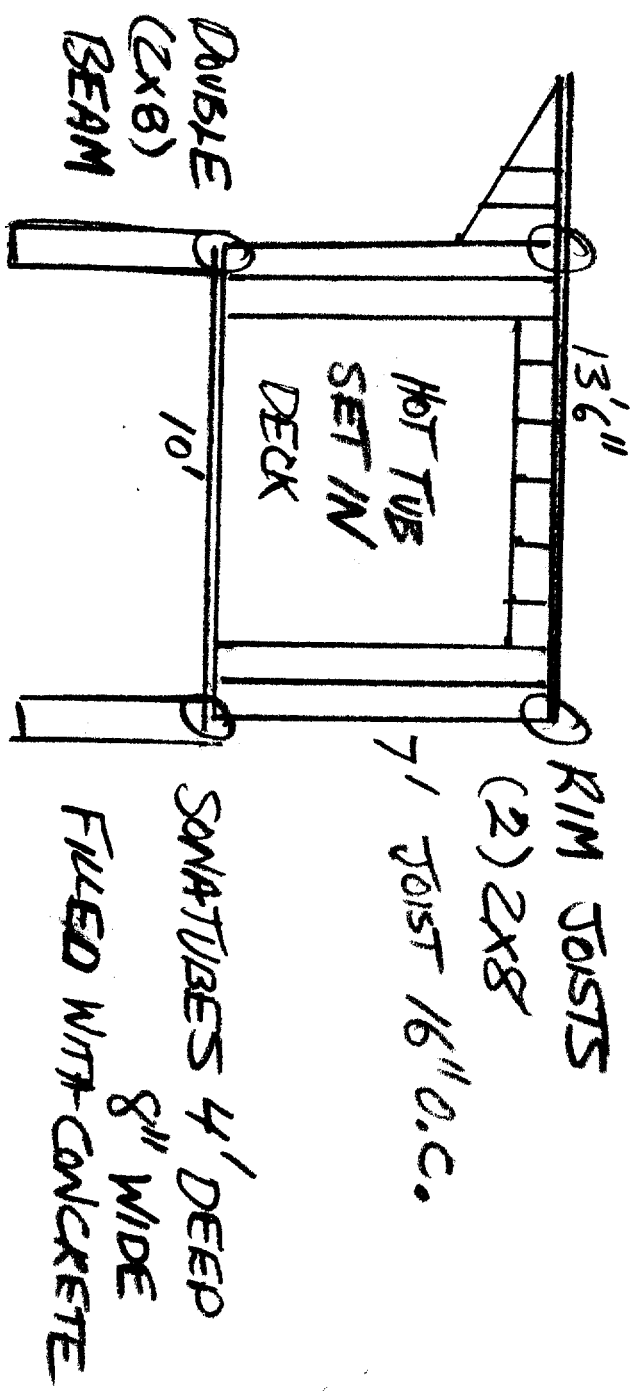 13'6"
RIM JOISTS
(2) 2X8
7' JOIST 16" O.C.
HOT TUB
SET IN
DECK
DOUBLE
(2X8)
BEAM
10'
SONATUBES 4' DEEP
8" WIDE
FILLED WITH CONCRETE